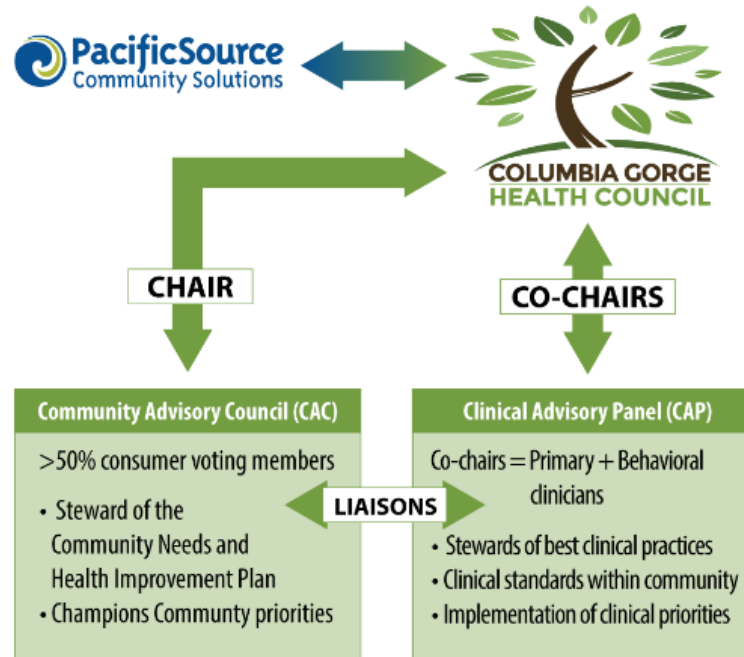 PacificSource
Community Solutions
COLUMBIA GORGE
HEALTH COUNCIL
CHAIR
CO-CHAIRS
Community Advisory Council (CAC)
>50% consumer voting members
• Steward of the
Community Needs and
Health Improvement Plan
• Champions Communty priorities
LIAISONS
Clinical Advisory Panel (CAP)
Co-chairs = Primary + Behavioral
clinicians
• Stewards of best clinical practices
• Clinical standards within community
• Implementation of clinical priorities